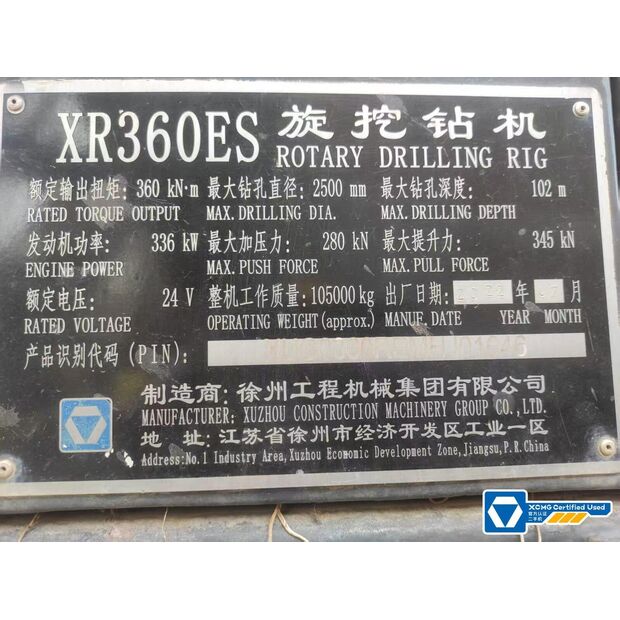 XR360ES 旋挖钻机
ROTARY DRILLING RIG
额定输出扭矩: 360 kN·m 最大钻孔直径: 2500 mm 最大钻孔深度: 102 m
RATED TORQUE OUTPUT MAX. DRILLING DIA. MAX. DRILLING DEPTH
发动机功率: 336 kW 最大加压力: 280 kN 最大提升力: 345 kN
ENGINE POWER MAX. PUSH FORCE MAX. PULL FORCE
额定电压: 24 V 整机工作质量: 105000 kg 出厂日期: 年 07 月
RATED VOLTAGE OPERATING WEIGHT (approx.) MANUF. DATE YEAR MONTH
产品识别代码 (PIN):
制造商: 徐州工程机械集团有限公司
MANUFACTURER: XUZHOU CONSTRUCTION MACHINERY GROUP CO., LTD.
地 址: 江苏省徐州市经济开发区工业一区
Address: No. 1 Industry Area, Xuzhou Economic Development Zone, Jiangsu, P. R. China
XCMG Certified Used
官方认证
二手机